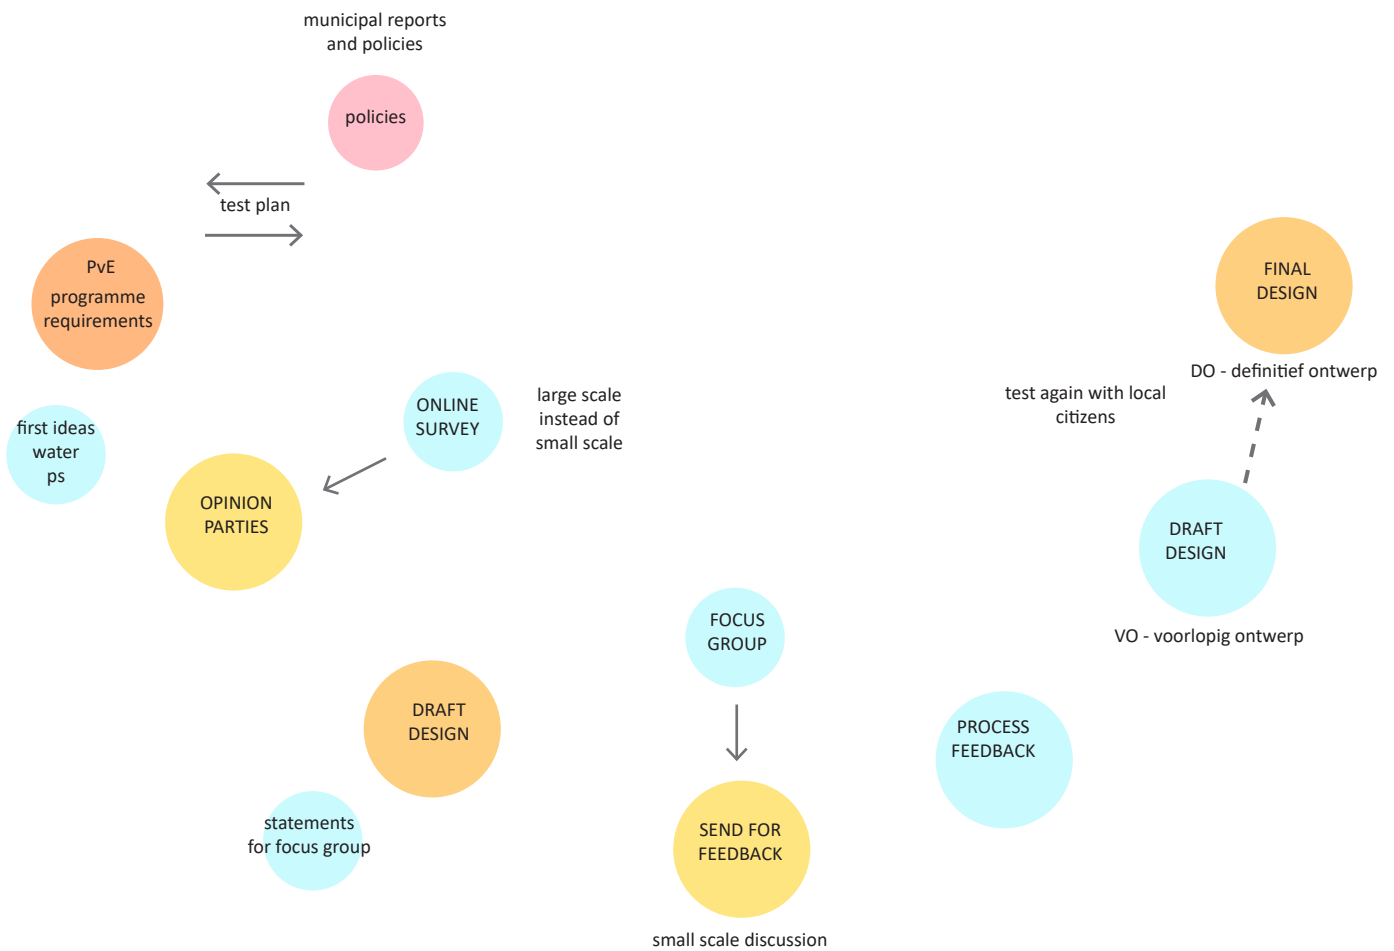 municipal reports
and policies
policies
test plan
PvE
programme
requirements
first ideas
water
ps
ONLINE
SURVEY
large scale
instead of
small scale
OPINION
PARTIES
DRAFT
DESIGN
statements
for focus group
FOCUS
GROUP
SEND FOR
FEEDBACK
small scale discussion
PROCESS
FEEDBACK
DRAFT
DESIGN
VO - voorlopig ontwerp
test again with local
citizens
FINAL
DESIGN
DO - definitief ontwerp